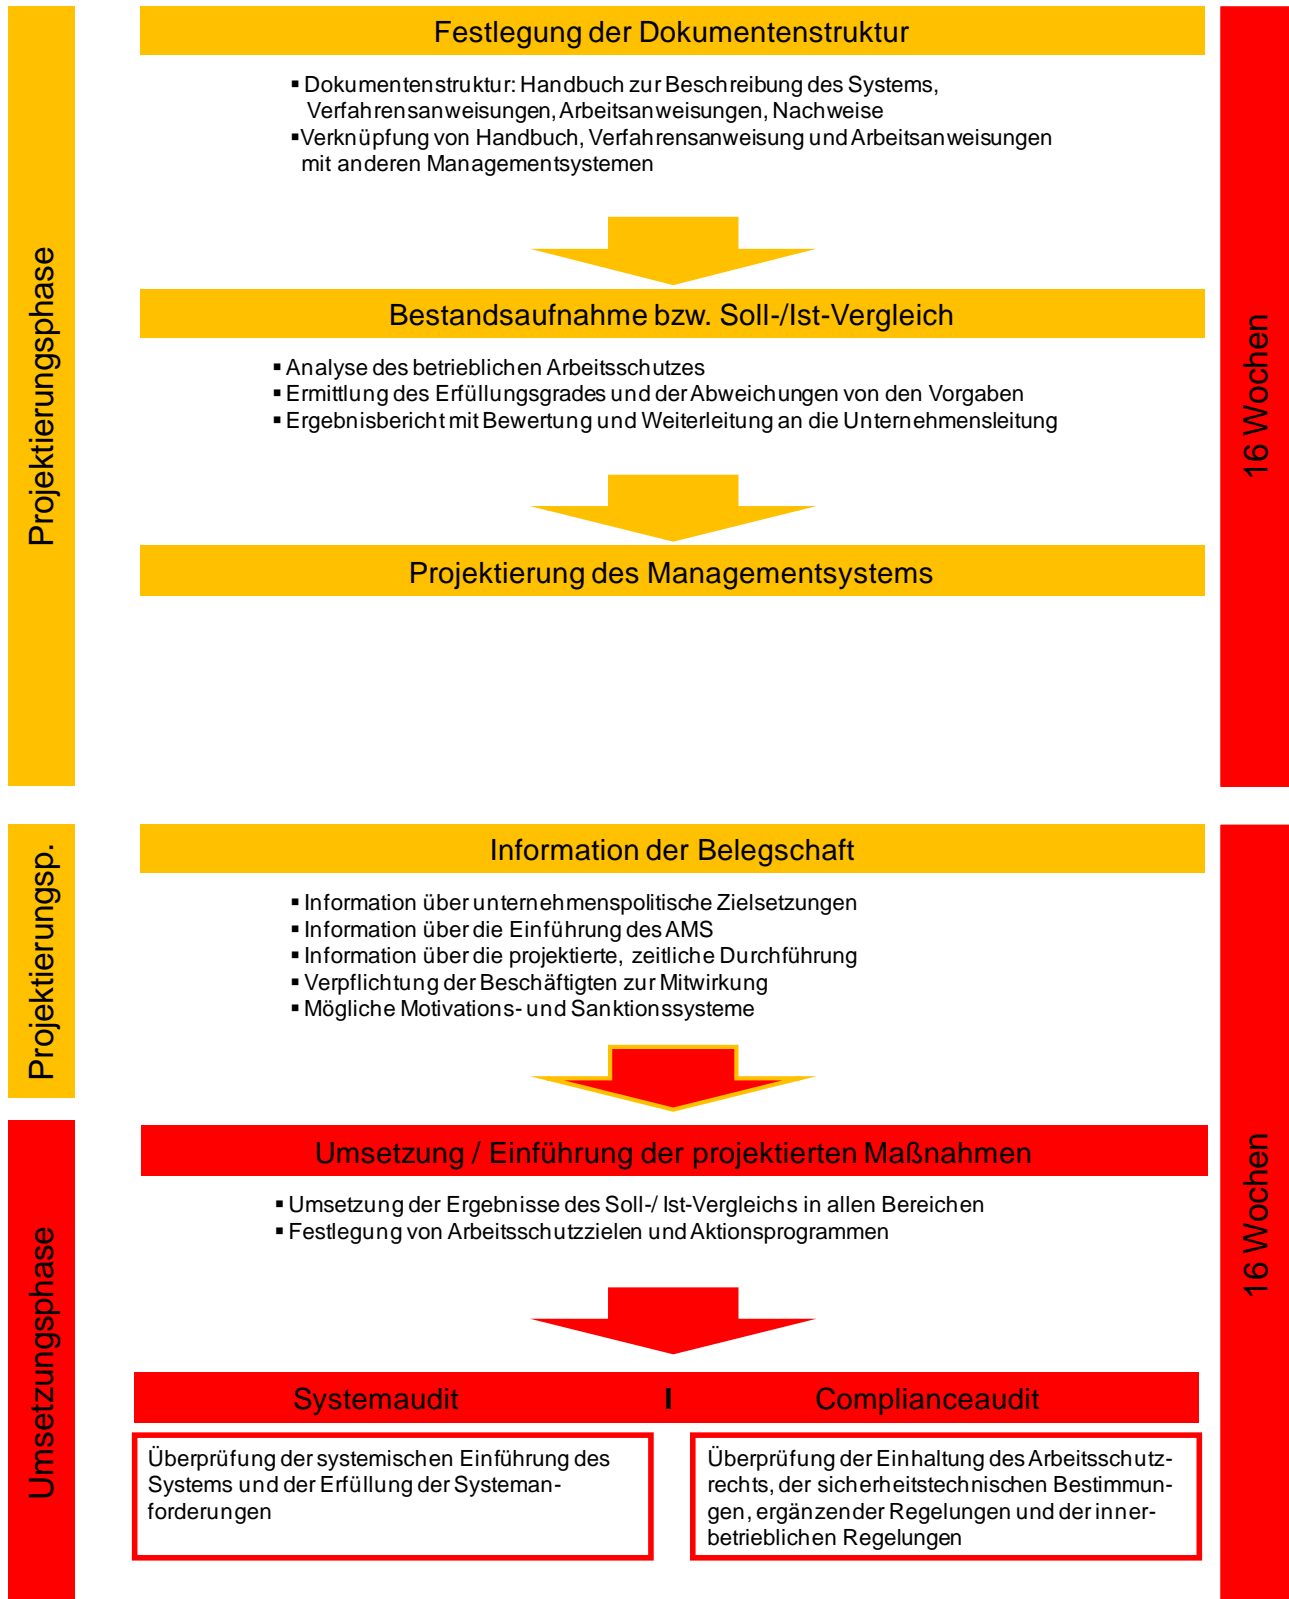 Projektierungsphase
16 Wochen
Festlegung der Dokumentenstruktur
▪ Dokumentenstruktur: Handbuch zur Beschreibung des Systems,
Verfahrensanweisungen, Arbeitsanweisungen, Nachweise
▪ Verknüpfung von Handbuch, Verfahrensanweisung und Arbeitsanweisungen
mit anderen Managementsystemen
Bestandsaufnahme bzw. Soll-/Ist-Vergleich
▪ Analyse des betrieblichen Arbeitsschutzes
▪ Ermittlung des Erfüllungsgrades und der Abweichungen von den Vorgaben
▪ Ergebnisbericht mit Bewertung und Weiterleitung an die Unternehmensleitung
Projektierung des Managementsystems
Projektierungsp.
16 Wochen
Information der Belegschaft
▪ Information über unternehmenspolitische Zielsetzungen
▪ Information über die Einführung des AMS
▪ Information über die projektierte, zeitliche Durchführung
▪ Verpflichtung der Beschäftigten zur Mitwirkung
▪ Mögliche Motivations- und Sanktionssysteme
Umsetzungsphase
Umsetzung / Einführung der projektierten Maßnahmen
▪ Umsetzung der Ergebnisse des Soll-/ Ist-Vergleichs in allen Bereichen
▪ Festlegung von Arbeitsschutzzielen und Aktionsprogrammen
Systemaudit I Complianceaudit
Überprüfung der systemischen Einführung des
Systems und der Erfüllung der Systeman-
forderungen
Überprüfung der Einhaltung des Arbeitsschutz-
rechts, der sicherheitstechnischen Bestimmun-
gen, ergänzender Regelungen und der inner-
betrieblichen Regelungen